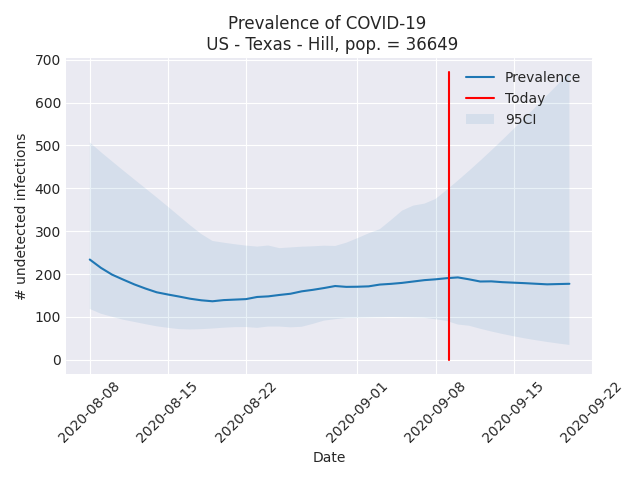 Prevalence of COVID-19
US - Texas - Hill, pop. = 36649
700
600
500
400
300
200
100
0
# undetected infections
Prevalence
Today
95CI
2020-08-08
2020-08-15
2020-08-22
2020-09-01
2020-09-08
2020-09-15
2020-09-22
Date